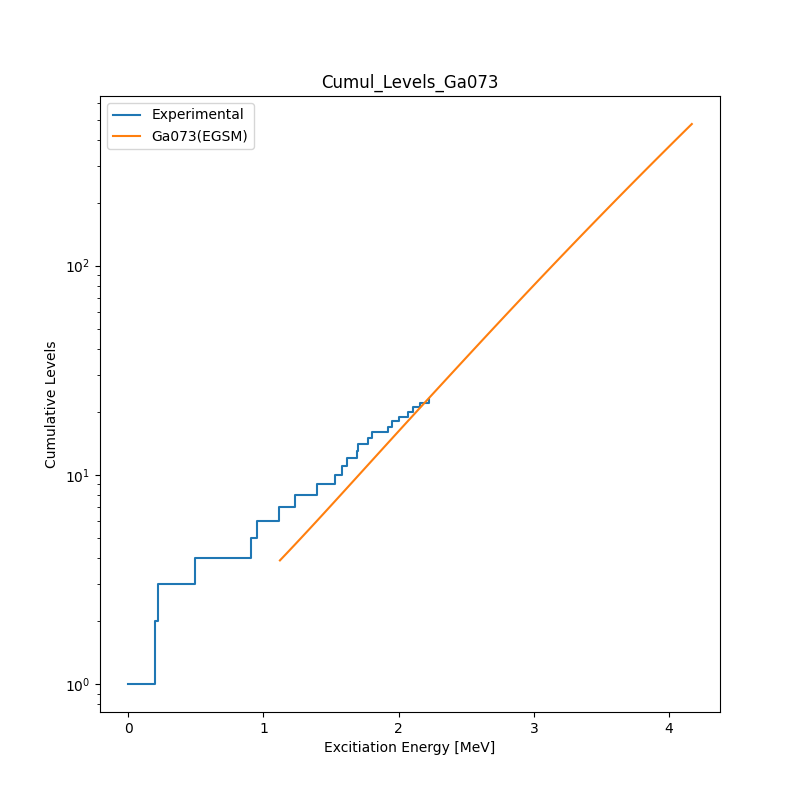 Cumul_Levels_Ga073
Experimental
Ga073(EGSM)
10²
10¹
10⁰
Cumulative Levels
0 1 2 3 4
Excitiation Energy [MeV]